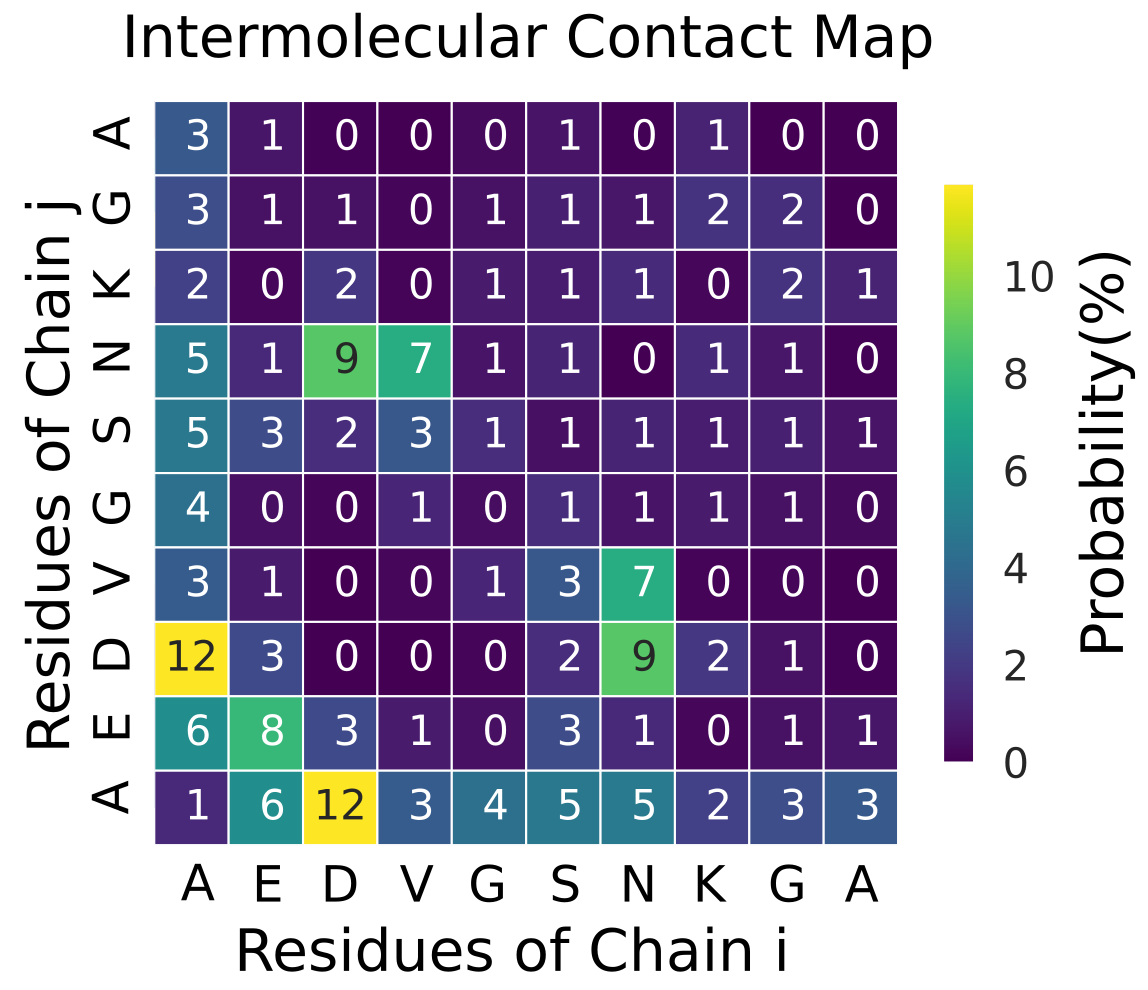 Intermolecular Contact Map
Residues of Chain j
A 3 1 0 0 0 1 0 1 0 0
G 3 1 1 0 1 1 1 2 2 0
K 2 0 2 0 1 1 1 0 2 1
N 5 1 9 7 1 1 0 1 1 0
S 5 3 2 3 1 1 1 1 1 1
G 4 0 0 1 0 1 1 1 1 0
V 3 1 0 0 1 3 7 0 0 0
D 12 3 0 0 0 2 9 2 1 0
E 6 8 3 1 0 3 1 0 1 1
A 1 6 12 3 4 5 5 2 3 3
A E D V G S N K G A
Residues of Chain i
10
8
6
4
2
0
Probability(%)